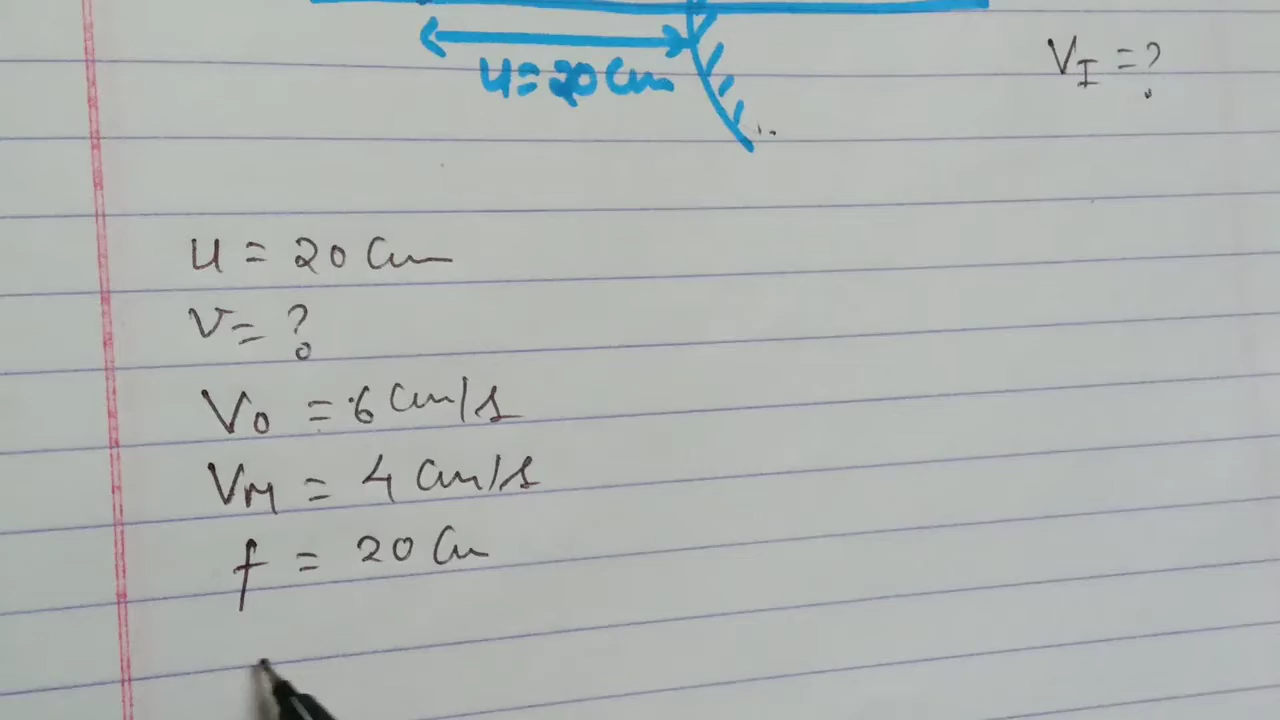 u = 20 cm
V_I = ?
u = 20 cm
v = ?
V_O = 6 cm/s
V_M = 4 cm/s
f = 20 cm